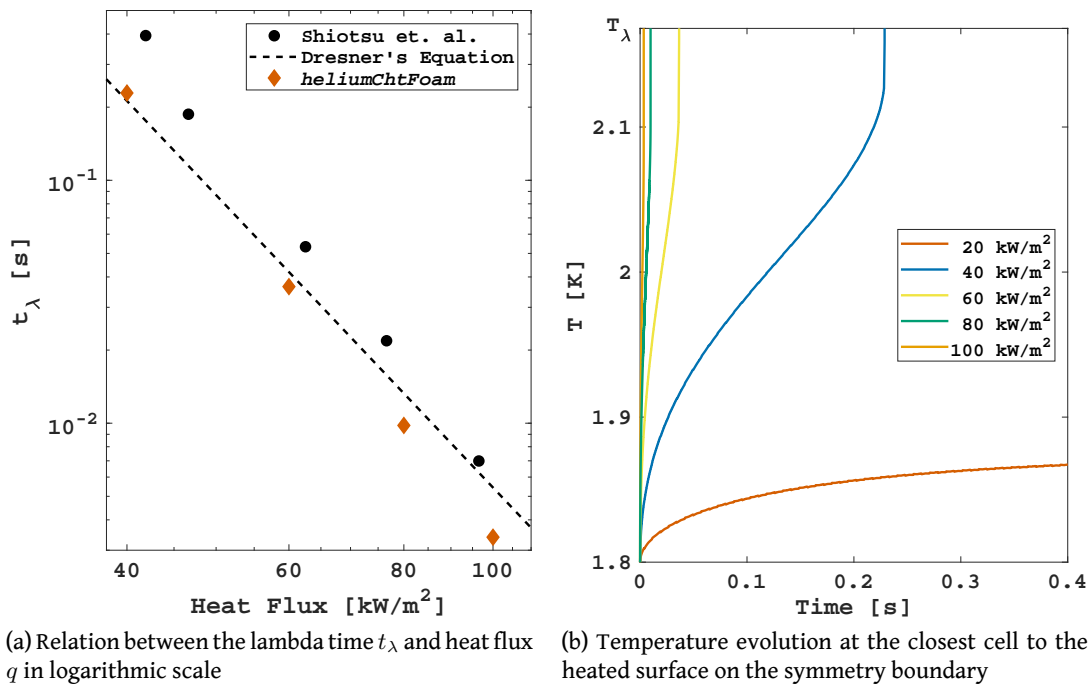 Shiotsu et. al.
Dresner's Equation
heliumChtFoam
10^-1
10^-2
t_λ [s]
40
60
80
100
Heat Flux [kW/m^2]
(a) Relation between the lambda time t_λ and heat flux
q in logarithmic scale
T_λ
2.1
2
1.9
1.8
T [K]
20 kW/m^2
40 kW/m^2
60 kW/m^2
80 kW/m^2
100 kW/m^2
0
0.1
0.2
0.3
0.4
Time [s]
(b) Temperature evolution at the closest cell to the
heated surface on the symmetry boundary